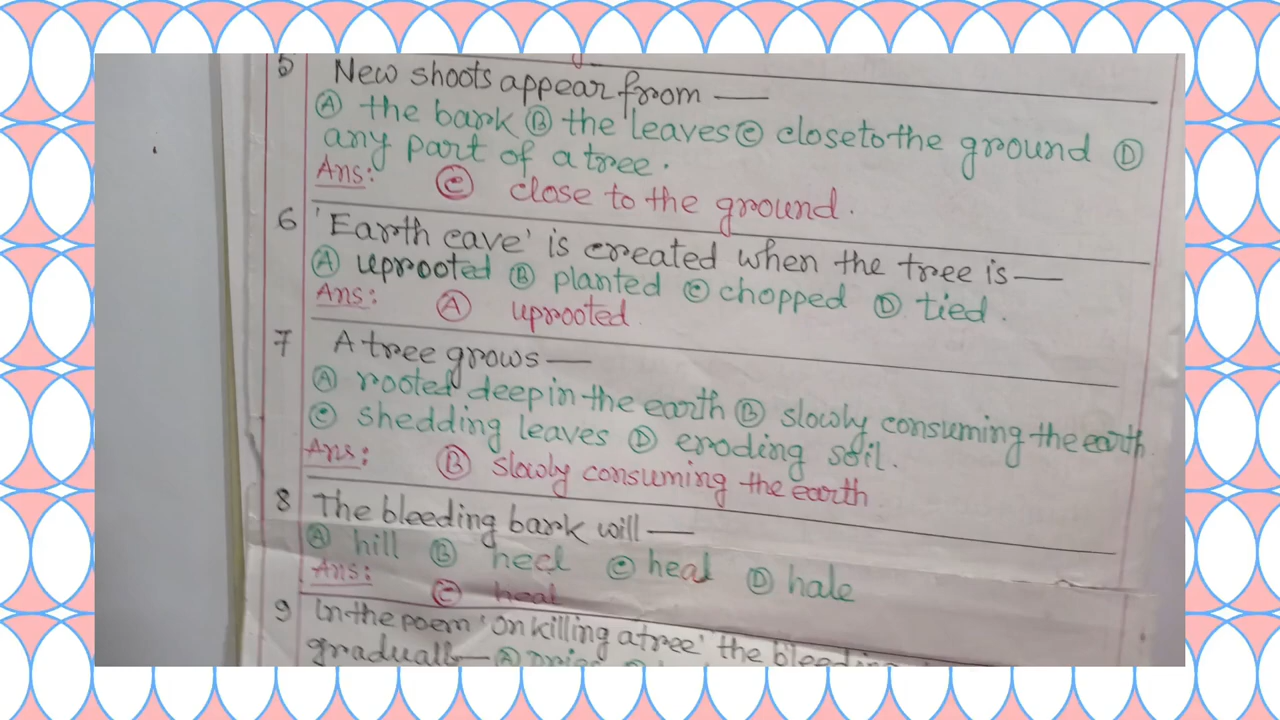 5 New shoots appear from —
Ⓐ the bark Ⓑ the leaves Ⓒ close to the ground Ⓓ
any part of a tree.
Ans: Ⓒ close to the ground.
6 'Earth cave' is created when the tree is —
Ⓐ uprooted Ⓑ planted Ⓒ chopped Ⓓ tied.
Ans: Ⓐ uprooted.
7 A tree grows —
Ⓐ rooted deep in the earth Ⓑ slowly consuming the earth
Ⓒ shedding leaves Ⓓ eroding soil.
Ans: Ⓑ slowly consuming the earth
8 The bleeding bark will —
Ⓐ hill Ⓑ heel Ⓒ heal Ⓓ hale
Ans: Ⓒ heal
9 In the poem 'On killing a tree' the bleeding
gradually — Ⓐ